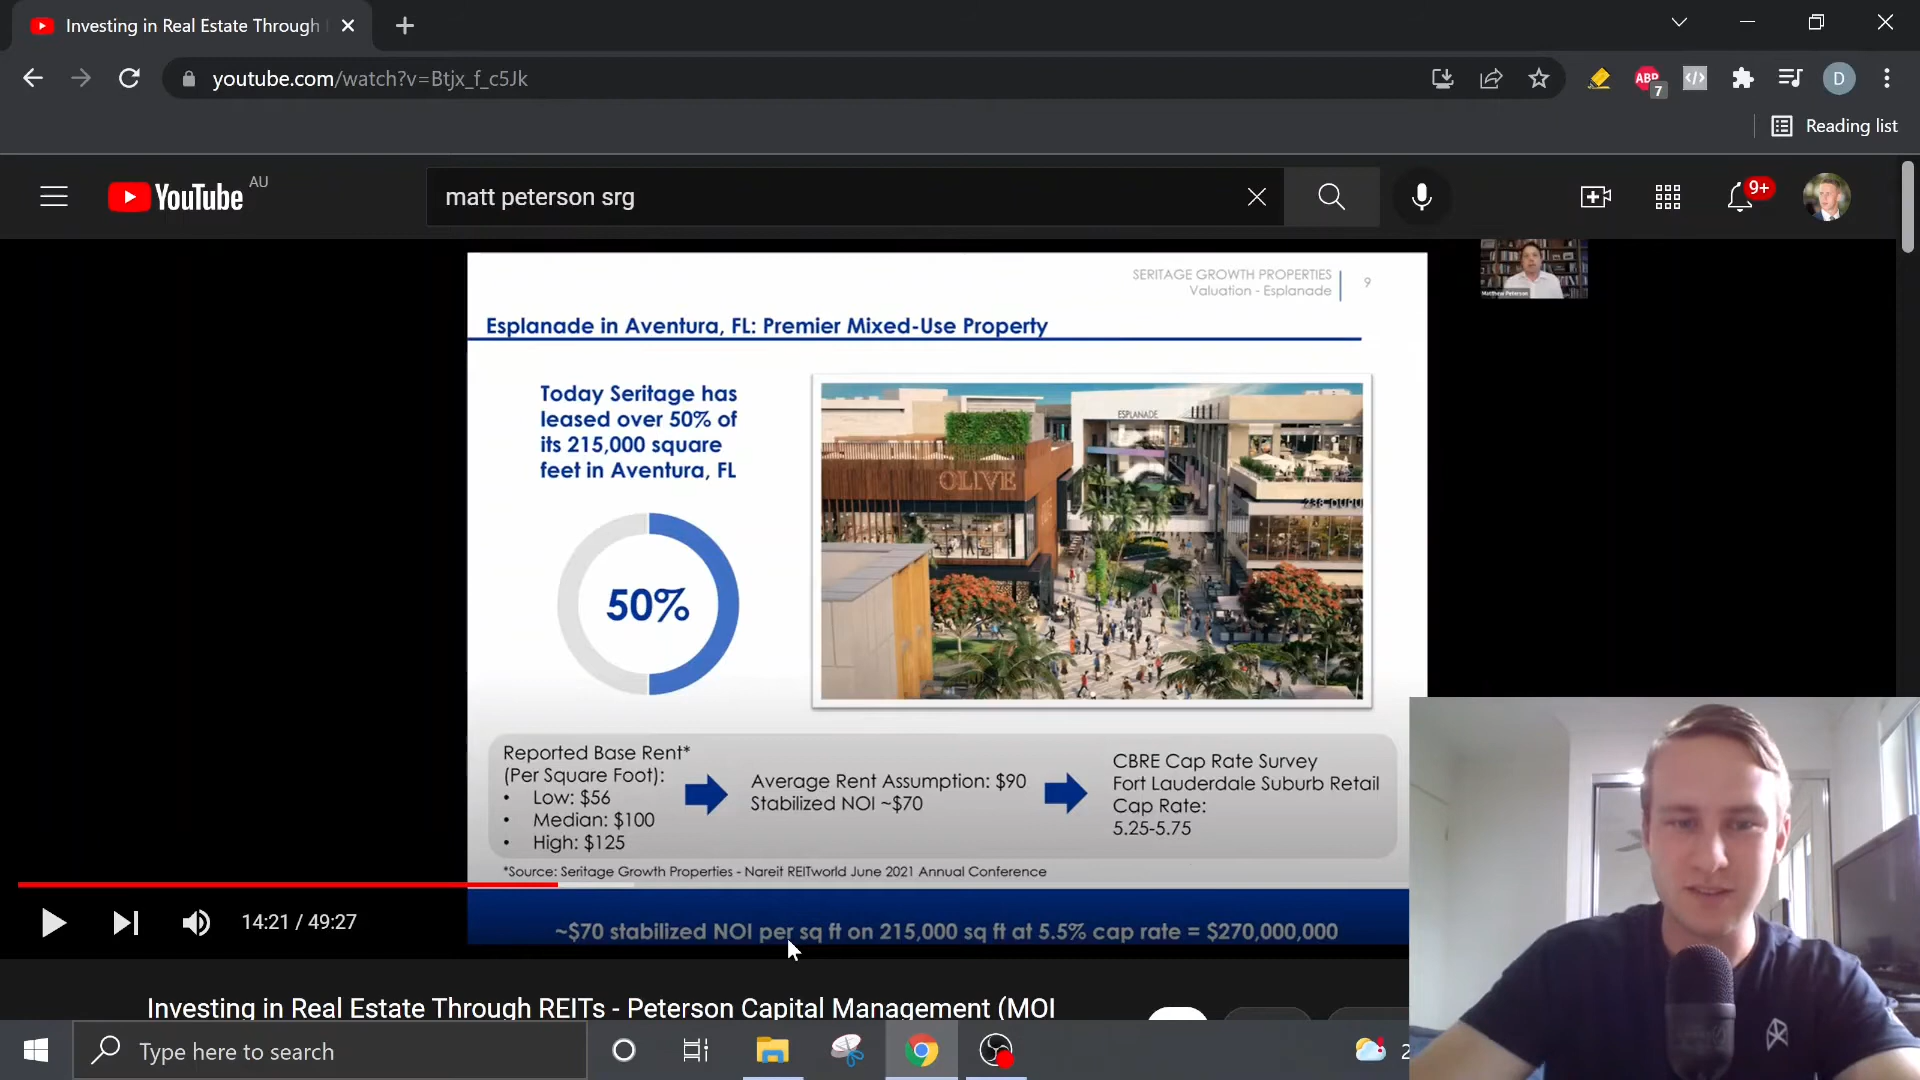 Investing in Real Estate Through
youtube.com/watch?v=Btjx_f_c5Jk
ABP
7
D
Reading list
YouTube AU
matt peterson srg
9+
SERITAGE GROWTH PROPERTIES
Valuation - Esplanade
9
Matthew Peterson
Esplanade in Aventura, FL: Premier Mixed-Use Property
Today Seritage has
leased over 50% of
its 215,000 square
feet in Aventura, FL
50%
ESPLANADE
OLIVE
Reported Base Rent*
(Per Square Foot):
• Low: $56
• Median: $100
• High: $125
Average Rent Assumption: $90
Stabilized NOI ~$70
CBRE Cap Rate Survey
Fort Lauderdale Suburb Retail
Cap Rate:
5.25-5.75
*Source: Seritage Growth Properties - Nareit REITworld June 2021 Annual Conference
~$70 stabilized NOI per sq ft on 215,000 sq ft at 5.5% cap rate = $270,000,000
14:21 / 49:27
Investing in Real Estate Through REITs - Peterson Capital Management (MOI
Type here to search
2